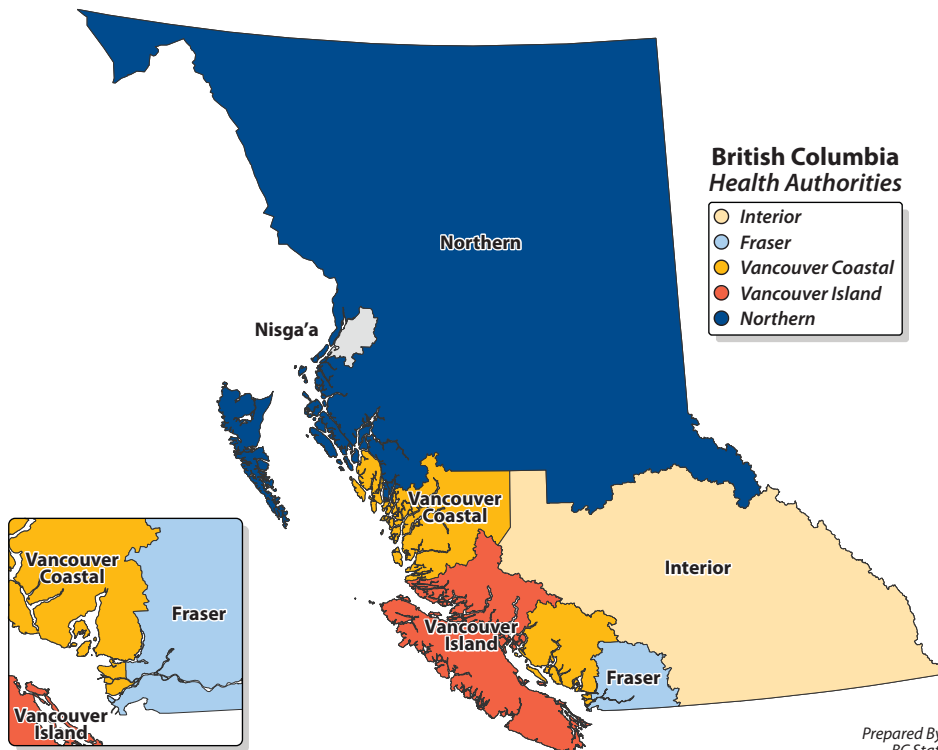 British Columbia
Health Authorities
Interior
Fraser
Vancouver Coastal
Vancouver Island
Northern
Northern
Nisga'a
Vancouver
Coastal
Interior
Vancouver
Island
Fraser
Vancouver
Coastal
Fraser
Vancouver
Island
Prepared By
BC